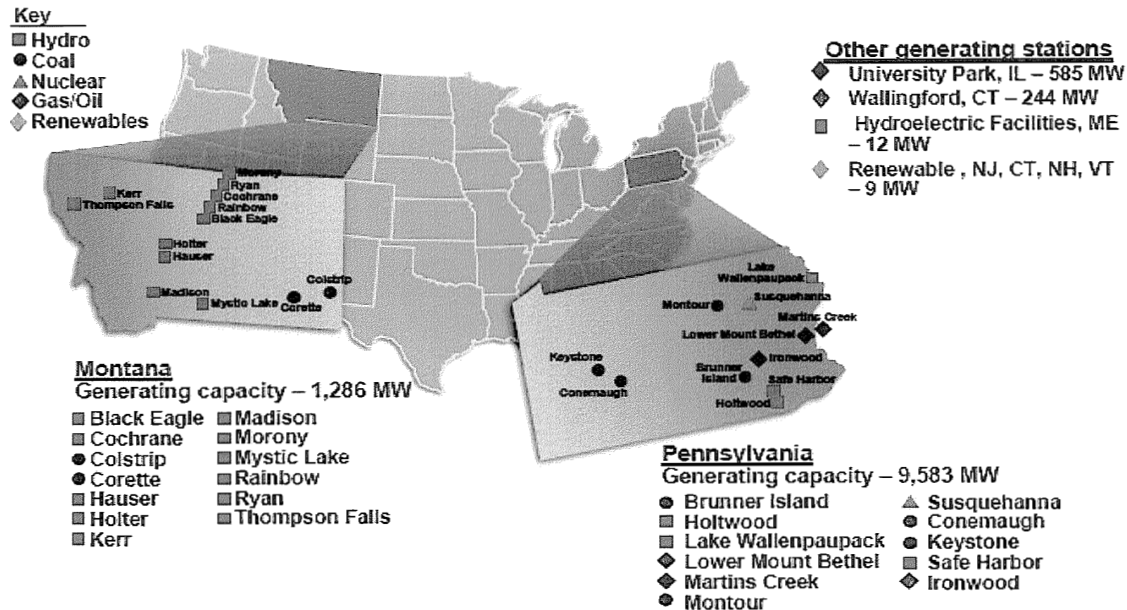 Key
Hydro
Coal
Nuclear
Gas/Oil
Renewables
Other generating stations
University Park, IL – 585 MW
Wallingford, CT – 244 MW
Hydroelectric Facilities, ME
– 12 MW
Renewable , NJ, CT, NH, VT
– 9 MW
Morony
Ryan
Cochrane
Rainbow
Black Eagle
Kerr
Thompson Falls
Holter
Hauser
Madison
Mystic Lake
Colstrip
Corette
Lake
Wallenpaupack
Susquehanna
Montour
Martins Creek
Lower Mount Bethel
Ironwood
Keystone
Conemaugh
Brunner
Island
Safe Harbor
Holtwood
Montana
Generating capacity – 1,286 MW
Black Eagle
Cochrane
Colstrip
Corette
Hauser
Holter
Kerr
Madison
Morony
Mystic Lake
Rainbow
Ryan
Thompson Falls
Pennsylvania
Generating capacity – 9,583 MW
Brunner Island
Holtwood
Lake Wallenpaupack
Lower Mount Bethel
Martins Creek
Montour
Susquehanna
Conemaugh
Keystone
Safe Harbor
Ironwood